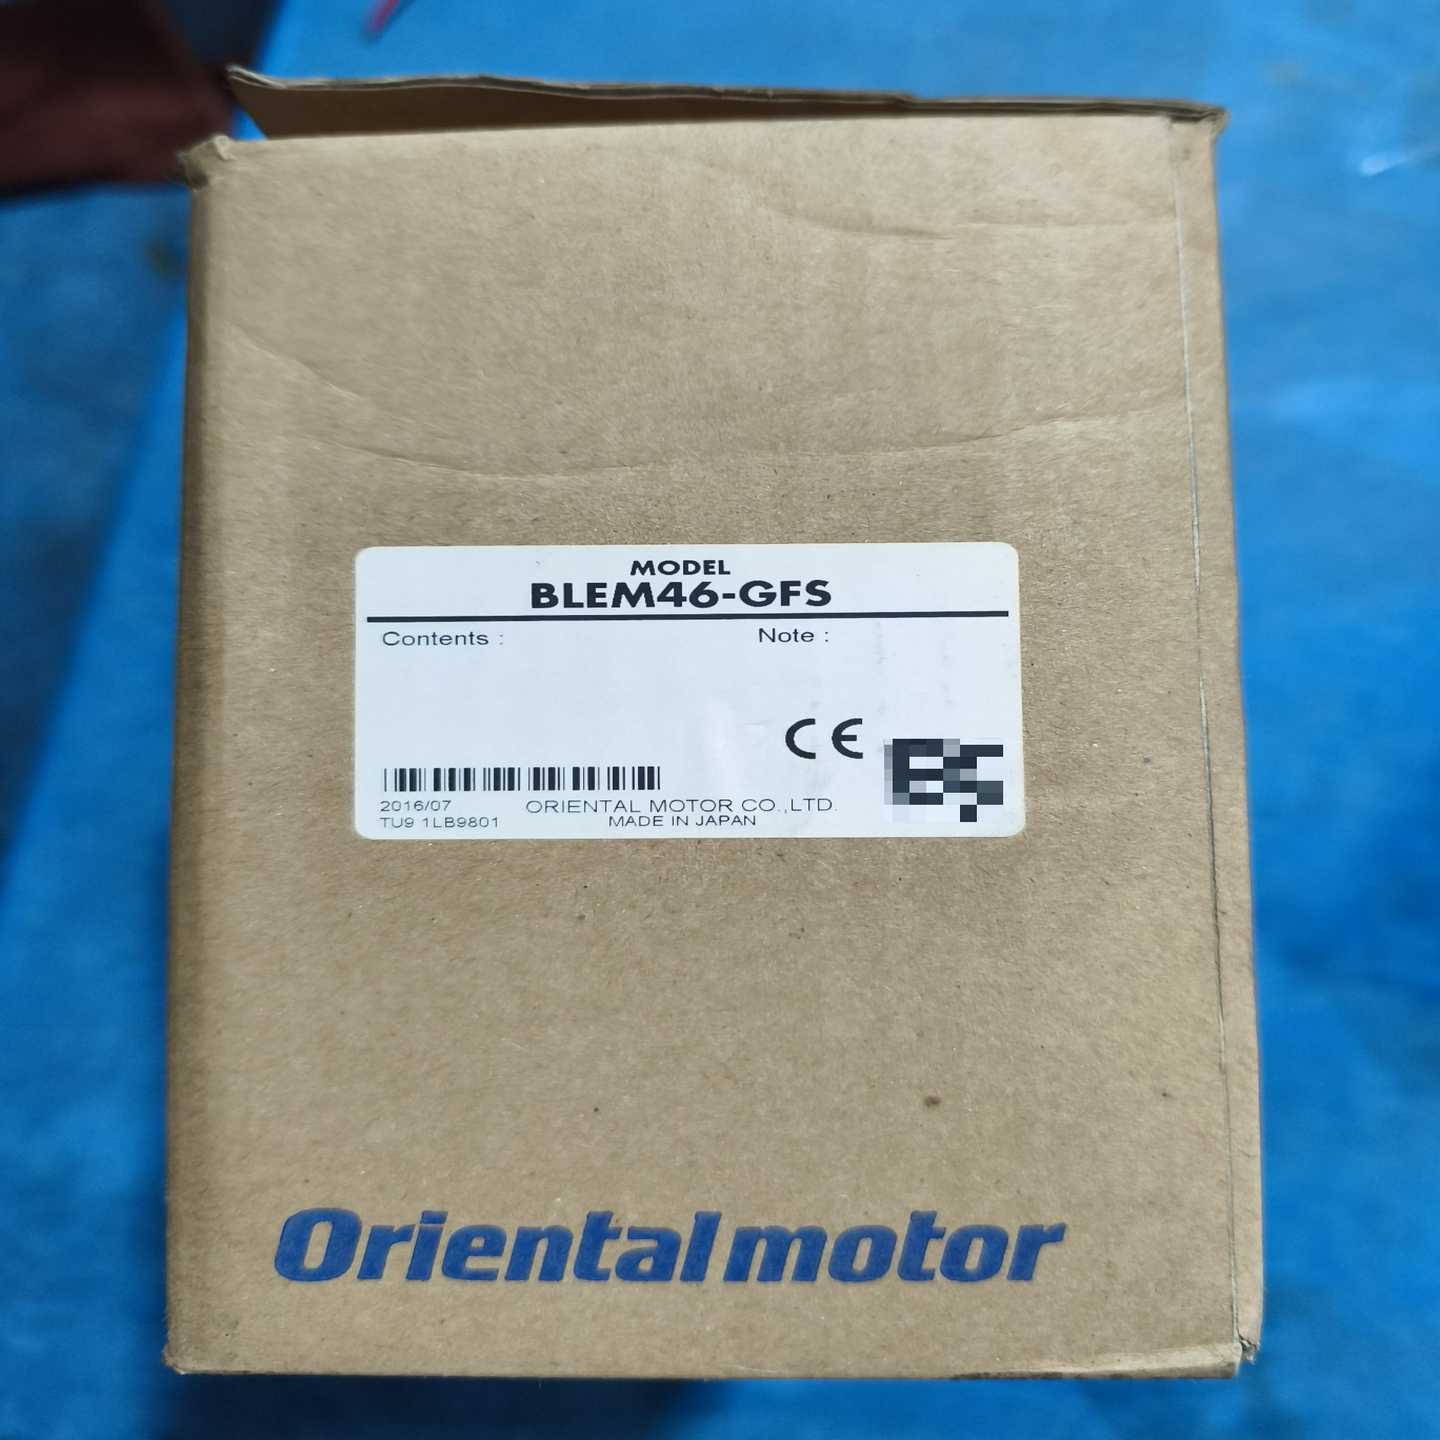 MODEL
BLEM46-GFS
Contents :
Note :
CE
2016/07
ORIENTAL MOTOR CO.,LTD.
TU9 1LB9801
MADE IN JAPAN
Orientalmotor